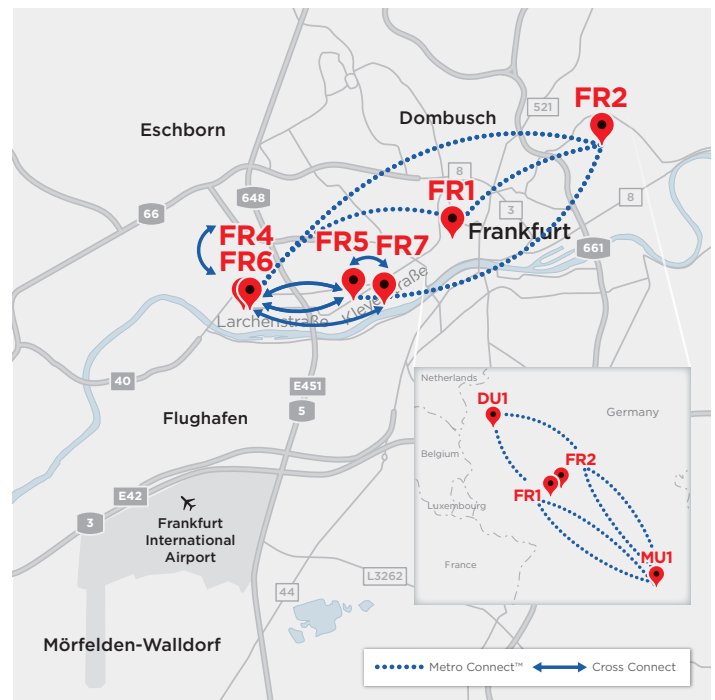 FR2
521
Dombusch
Eschborn
8
FR1
648
3
8
66
Frankfurt
FR4
FR5
FR7
661
FR6
Kleyerstraße
Larchenstraße
40
E451
5
Netherlands
DU1
Germany
Flughafen
Belgium
FR2
FR1
E42
Luxembourg
3
Frankfurt
International
Airport
MU1
France
L3262
44
Mörfelden-Walldorf
Metro Connect™
Cross Connect